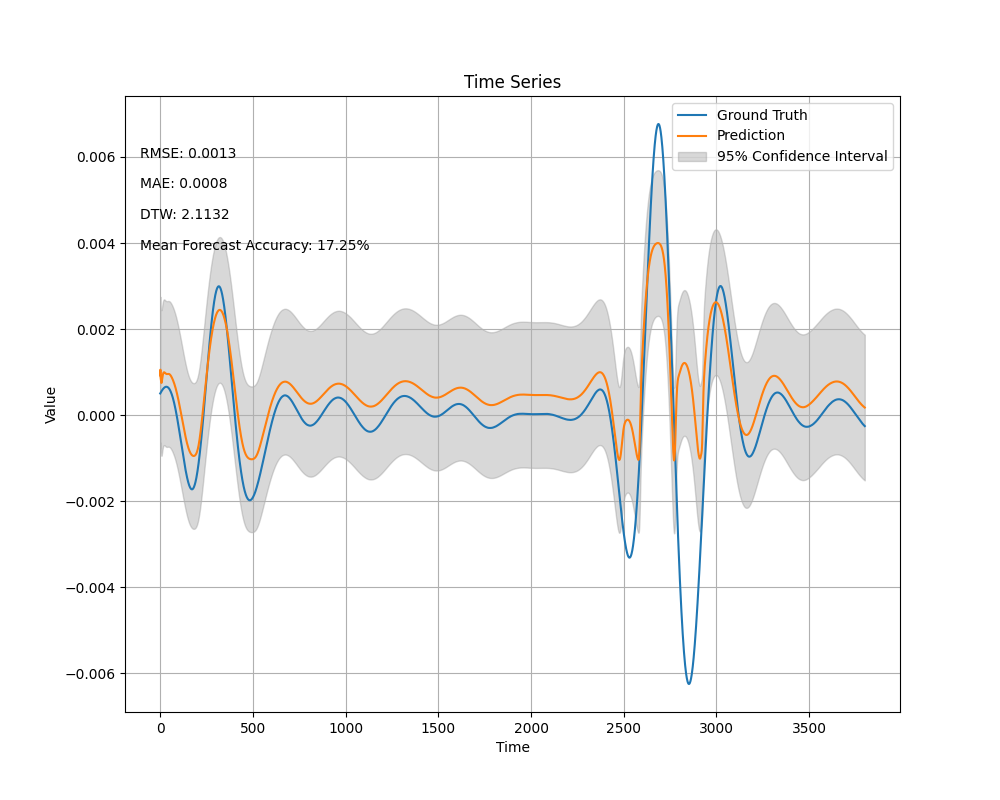 Time Series
Ground Truth
Prediction
95% Confidence Interval
RMSE: 0.0013
MAE: 0.0008
DTW: 2.1132
Mean Forecast Accuracy: 17.25%
Value
0.006
0.004
0.002
0.000
−0.002
−0.004
−0.006
0 500 1000 1500 2000 2500 3000 3500
Time